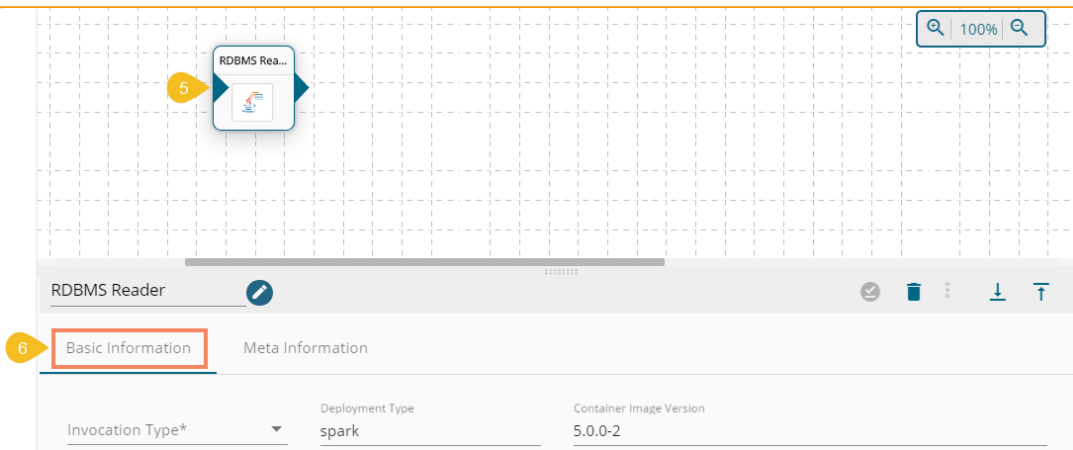 100%
RDBMS Rea...
5
RDBMS Reader
6
Basic Information
Meta Information
Deployment Type
Container Image Version
Invocation Type*
spark
5.0.0-2